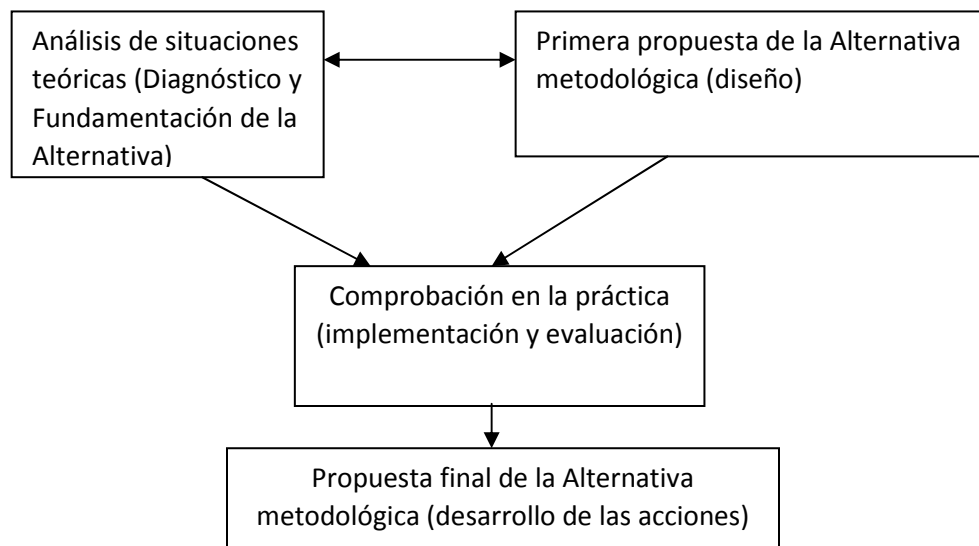 Análisis de situaciones
teóricas (Diagnóstico y
Fundamentación de la
Alternativa)
Primera propuesta de la Alternativa
metodológica (diseño)
Comprobación en la práctica
(implementación y evaluación)
Propuesta final de la Alternativa
metodológica (desarrollo de las acciones)